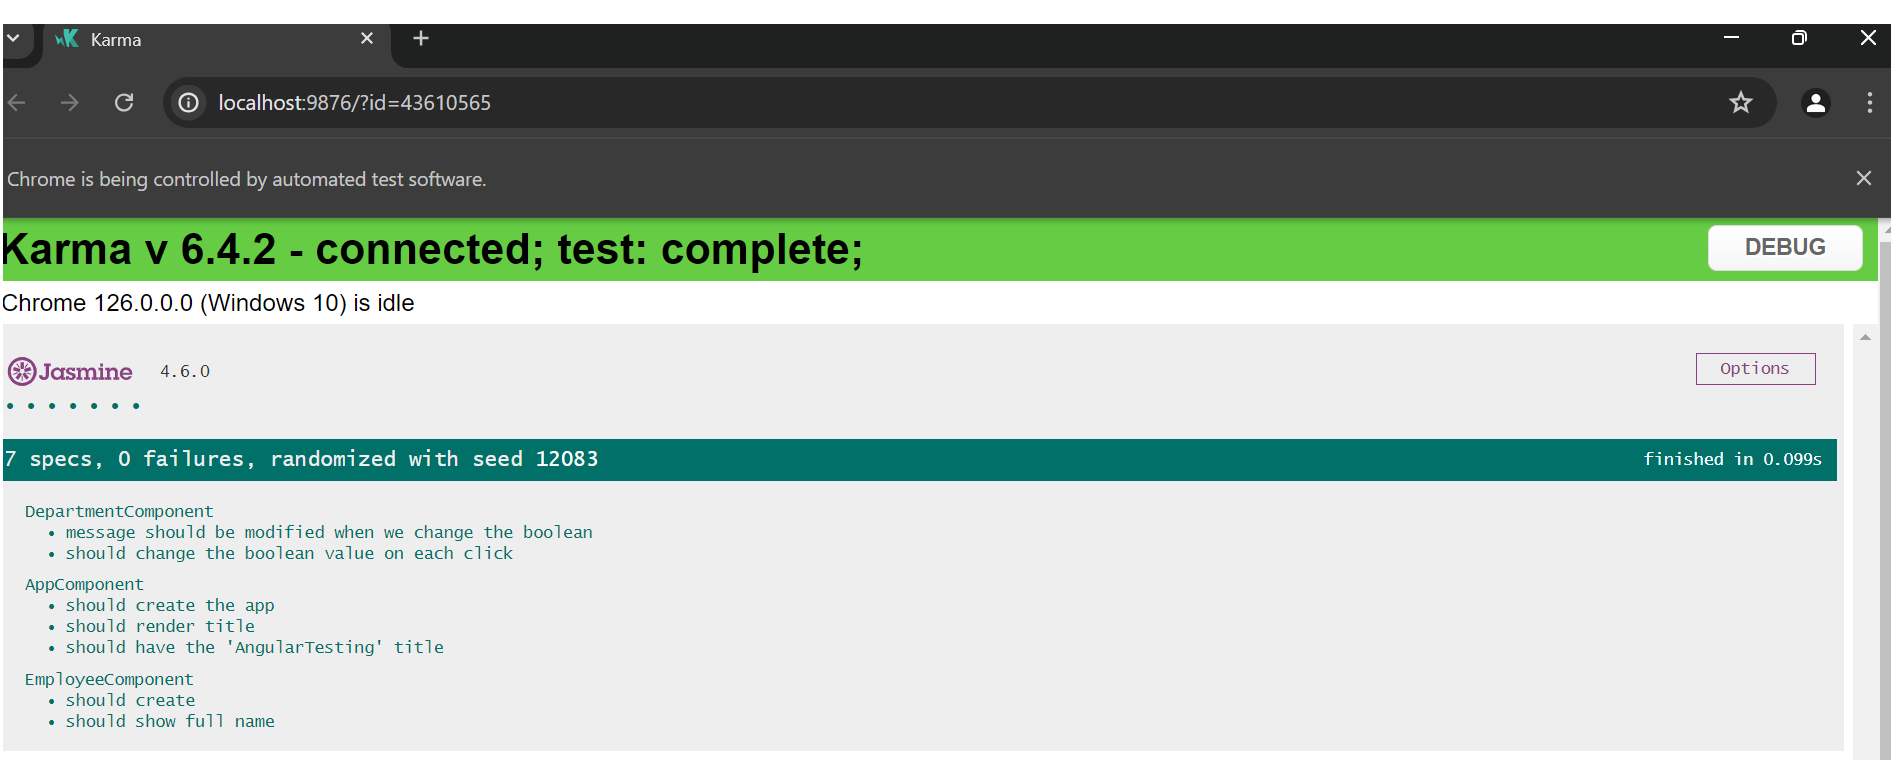 Karma
localhost:9876/?id=43610565
Chrome is being controlled by automated test software.
Karma v 6.4.2 - connected; test: complete;
DEBUG
Chrome 126.0.0.0 (Windows 10) is idle
Jasmine 4.6.0
Options
7 specs, 0 failures, randomized with seed 12083
finished in 0.099s
DepartmentComponent
• message should be modified when we change the boolean
• should change the boolean value on each click
AppComponent
• should create the app
• should render title
• should have the 'AngularTesting' title
EmployeeComponent
• should create
• should show full name